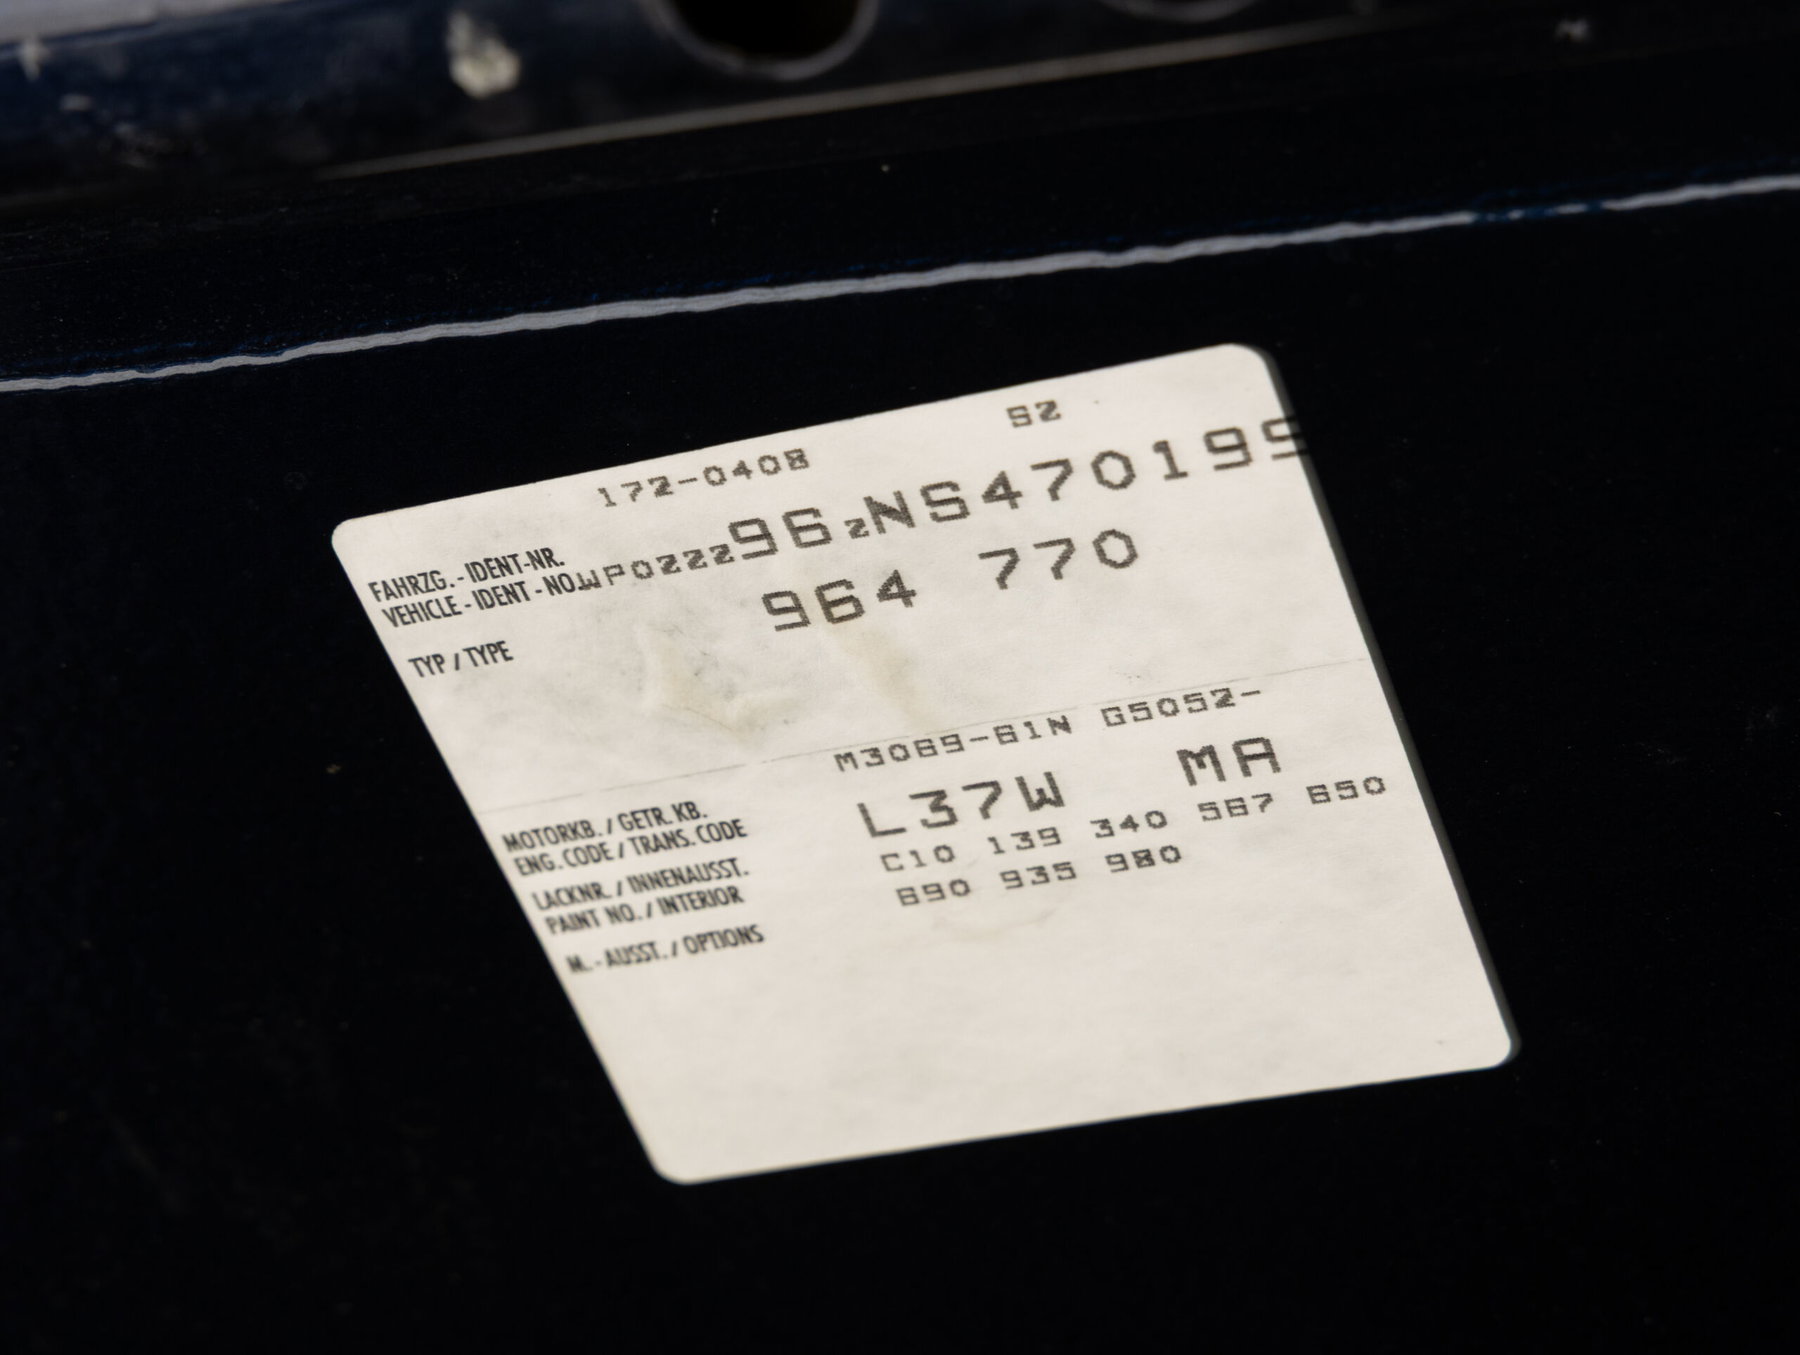 172-0408 SZ
FAHRZG.-IDENT-NR.
VEHICLE-IDENT-NO. WP0ZZZ96ZNS470195
TYP / TYPE 964 770
MOTORKB. / GETR. KB. M3069-61N G5052-
ENG. CODE / TRANS. CODE
LACKNR. / INNENAUSST. L37W MA
PAINT NO. / INTERIOR
M.-AUSST. / OPTIONS C10 139 340 567 650
690 935 980